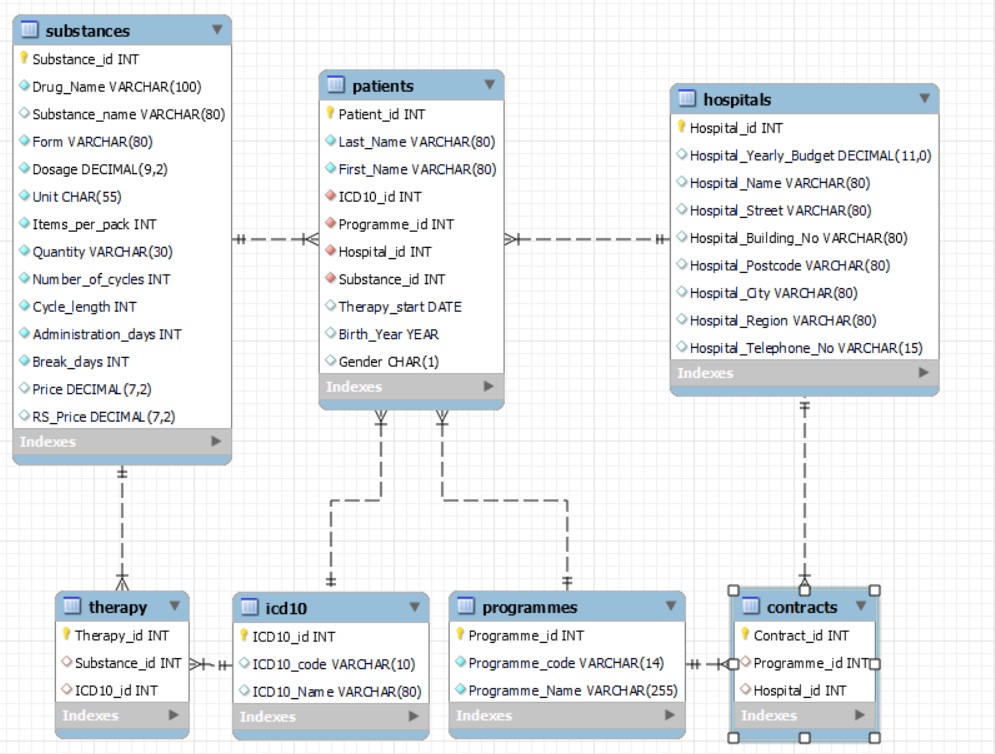 substances
Substance_id INT
Drug_Name VARCHAR(100)
Substance_name VARCHAR(80)
Form VARCHAR(80)
Dosage DECIMAL(9,2)
Unit CHAR(55)
Items_per_pack INT
Quantity VARCHAR(30)
Number_of_cycles INT
Cycle_length INT
Administration_days INT
Break_days INT
Price DECIMAL(7,2)
RS_Price DECIMAL(7,2)
Indexes
patients
Patient_id INT
Last_Name VARCHAR(80)
First_Name VARCHAR(80)
ICD10_id INT
Programme_id INT
Hospital_id INT
Substance_id INT
Therapy_start DATE
Birth_Year YEAR
Gender CHAR(1)
Indexes
hospitals
Hospital_id INT
Hospital_Yearly_Budget DECIMAL(11,0)
Hospital_Name VARCHAR(80)
Hospital_Street VARCHAR(80)
Hospital_Building_No VARCHAR(80)
Hospital_Postcode VARCHAR(80)
Hospital_City VARCHAR(80)
Hospital_Region VARCHAR(80)
Hospital_Telephone_No VARCHAR(15)
Indexes
therapy
Therapy_id INT
Substance_id INT
ICD10_id INT
Indexes
icd10
ICD10_id INT
ICD10_code VARCHAR(10)
ICD10_Name VARCHAR(80)
Indexes
programmes
Programme_id INT
Programme_code VARCHAR(14)
Programme_Name VARCHAR(255)
Indexes
contracts
Contract_id INT
Programme_id INT
Hospital_id INT
Indexes